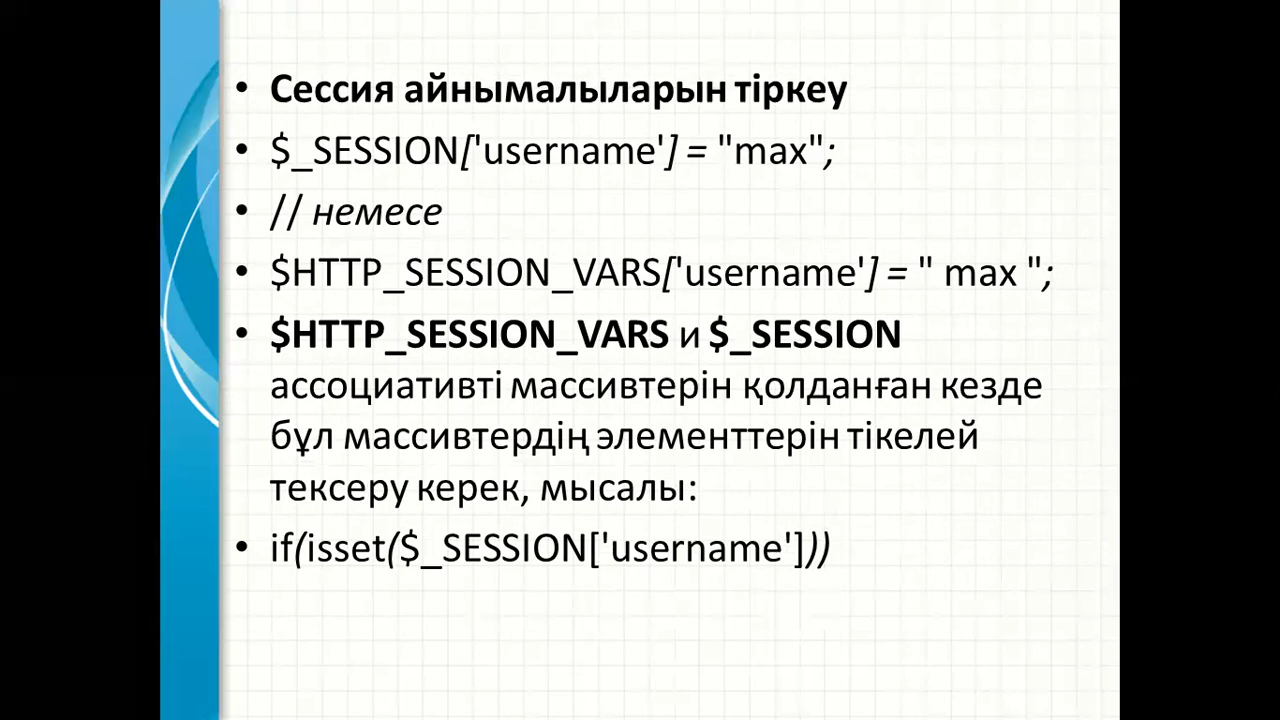 • Сессия айнымалыларын тіркеу
• $_SESSION['username'] = "max";
• // немесе
• $HTTP_SESSION_VARS['username'] = " max ";
• $HTTP_SESSION_VARS и $_SESSION
ассоциативті массивтерін қолданған кезде
бұл массивтердің элементтерін тікелей
тексеру керек, мысалы:
• if(isset($_SESSION['username']))